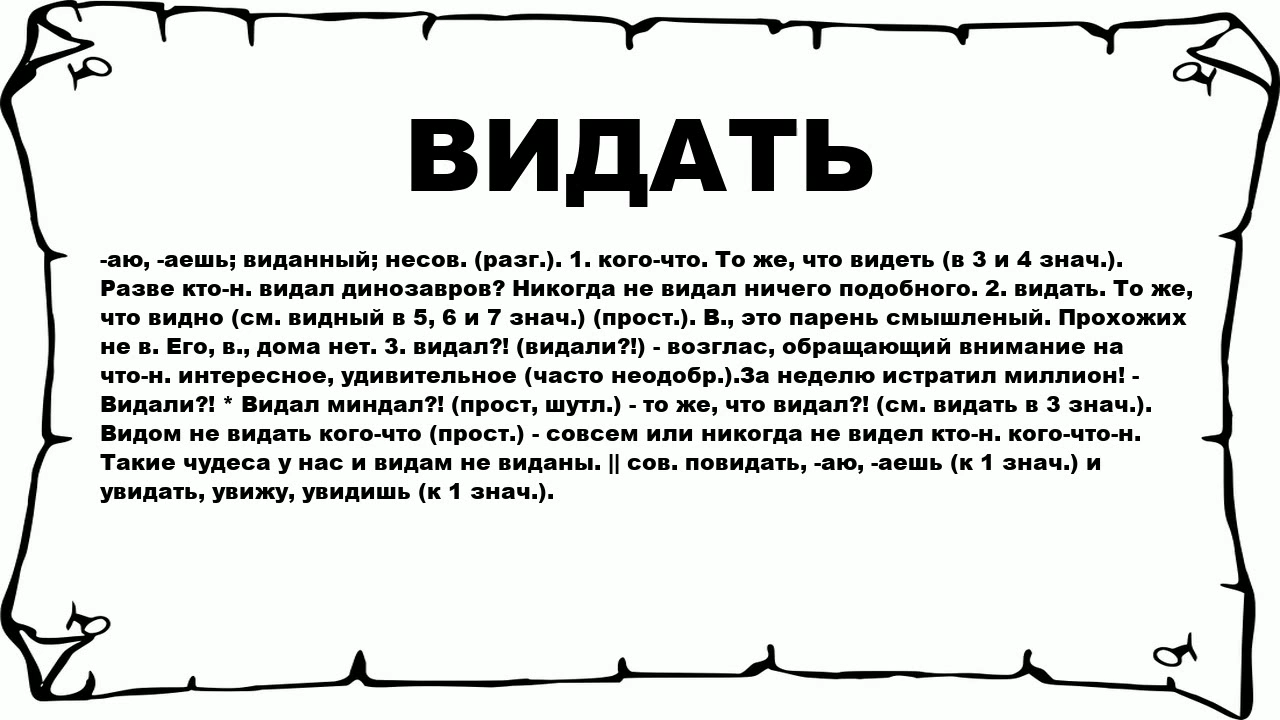 ВИДАТЬ
-аю, -аешь; виданный; несов. (разг.). 1. кого-что. То же, что видеть (в 3 и 4 знач.).
Разве кто-н. видал динозавров? Никогда не видал ничего подобного. 2. видать. То же,
что видно (см. видный в 5, 6 и 7 знач.) (прост.). В., это парень смышленый. Прохожих
не в. Его, в., дома нет. 3. видал?! (видали?!) - возглас, обращающий внимание на
что-н. интересное, удивительное (часто неодобр.).За неделю истратил миллион! -
Видали?! * Видал миндал?! (прост, шутл.) - то же, что видал?! (см. видать в 3 знач.).
Видом не видать кого-что (прост.) - совсем или никогда не видел кто-н. кого-что-н.
Такие чудеса у нас и видам не виданы. || сов. повидать, -аю, -аешь (к 1 знач.) и
увидать, увижу, увидишь (к 1 знач.).